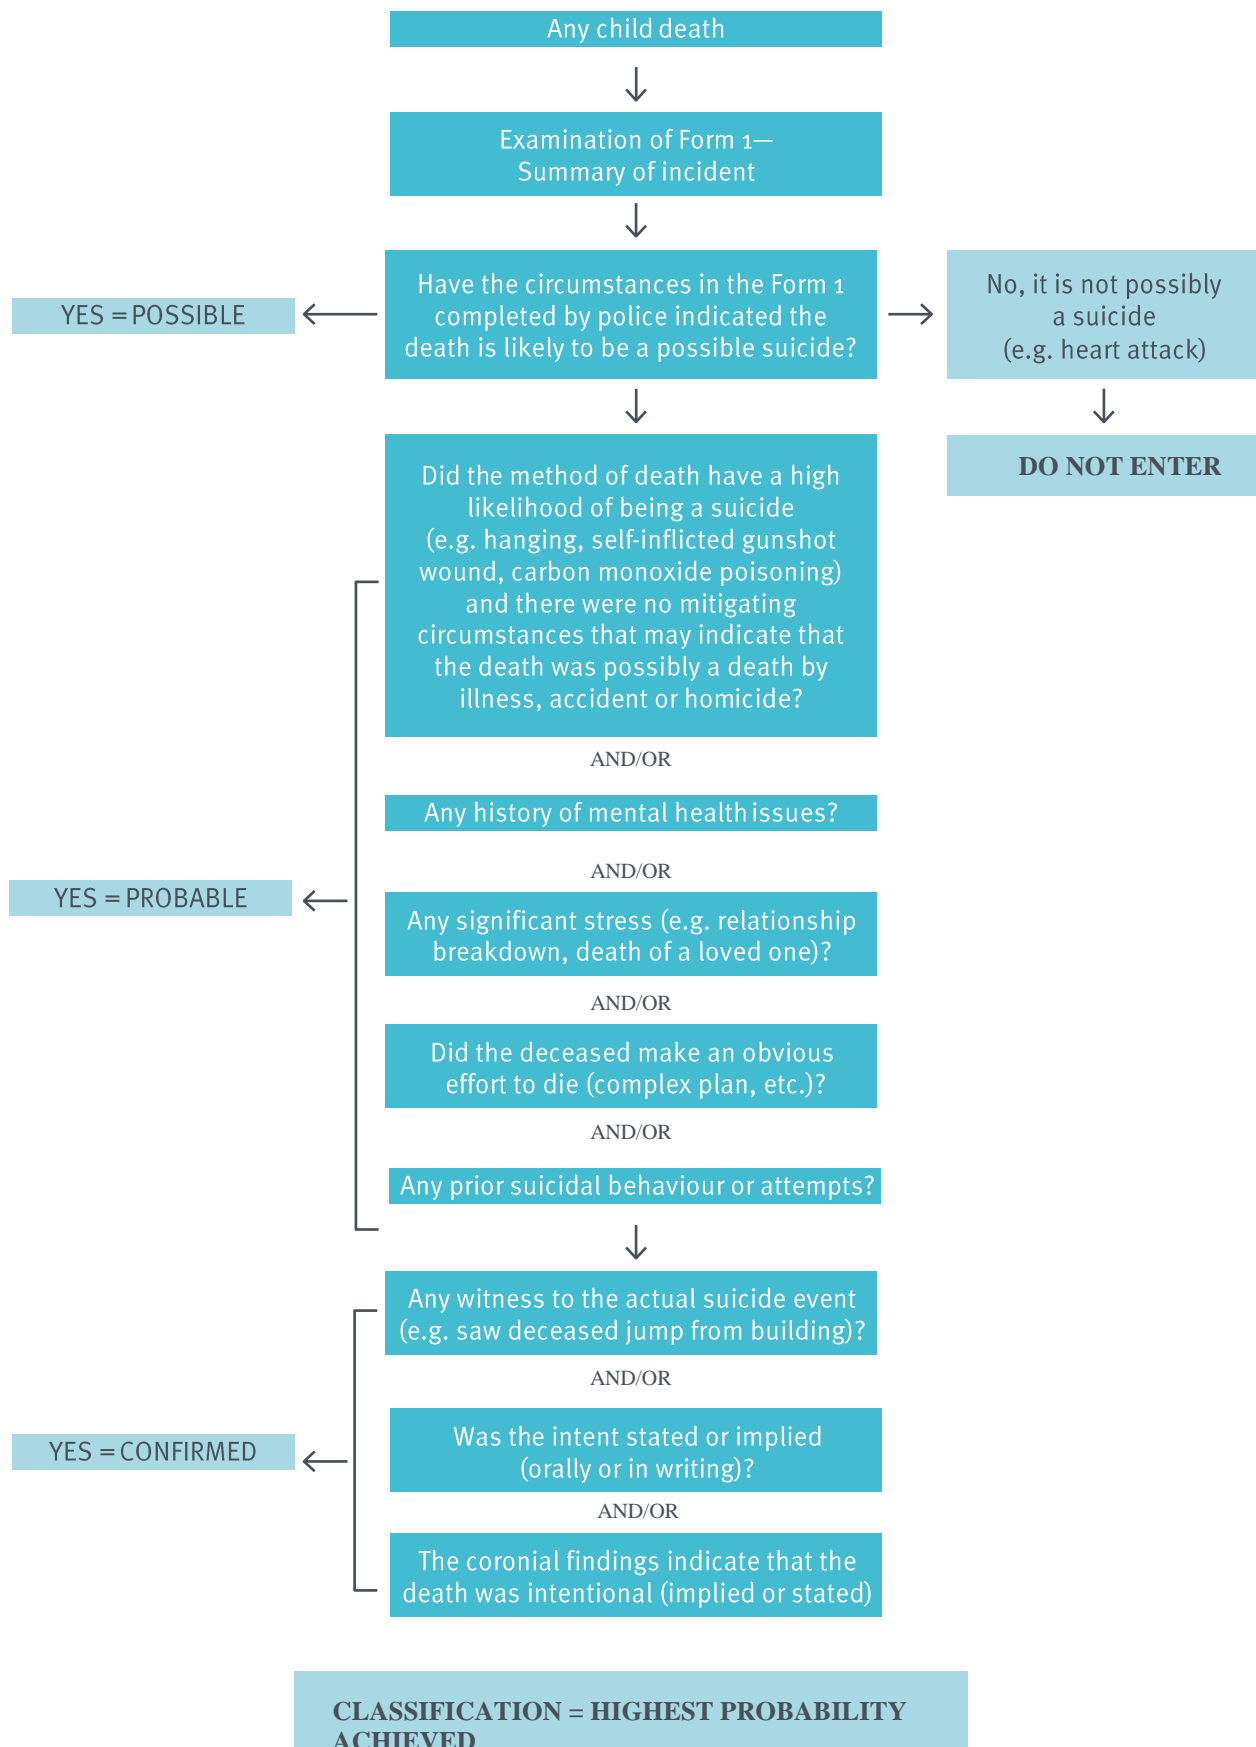 Any child death
Examination of Form 1—
Summary of incident
Have the circumstances in the Form 1
completed by police indicated the
death is likely to be a possible suicide?
YES = POSSIBLE
No, it is not possibly
a suicide
(e.g. heart attack)
DO NOT ENTER
Did the method of death have a high
likelihood of being a suicide
(e.g. hanging, self-inflicted gunshot
wound, carbon monoxide poisoning)
and there were no mitigating
circumstances that may indicate that
the death was possibly a death by
illness, accident or homicide?
AND/OR
Any history of mental health issues?
AND/OR
YES = PROBABLE
Any significant stress (e.g. relationship
breakdown, death of a loved one)?
AND/OR
Did the deceased make an obvious
effort to die (complex plan, etc.)?
AND/OR
Any prior suicidal behaviour or attempts?
Any witness to the actual suicide event
(e.g. saw deceased jump from building)?
AND/OR
Was the intent stated or implied
(orally or in writing)?
YES = CONFIRMED
AND/OR
The coronial findings indicate that the
death was intentional (implied or stated)
CLASSIFICATION = HIGHEST PROBABILITY
ACHIEVED